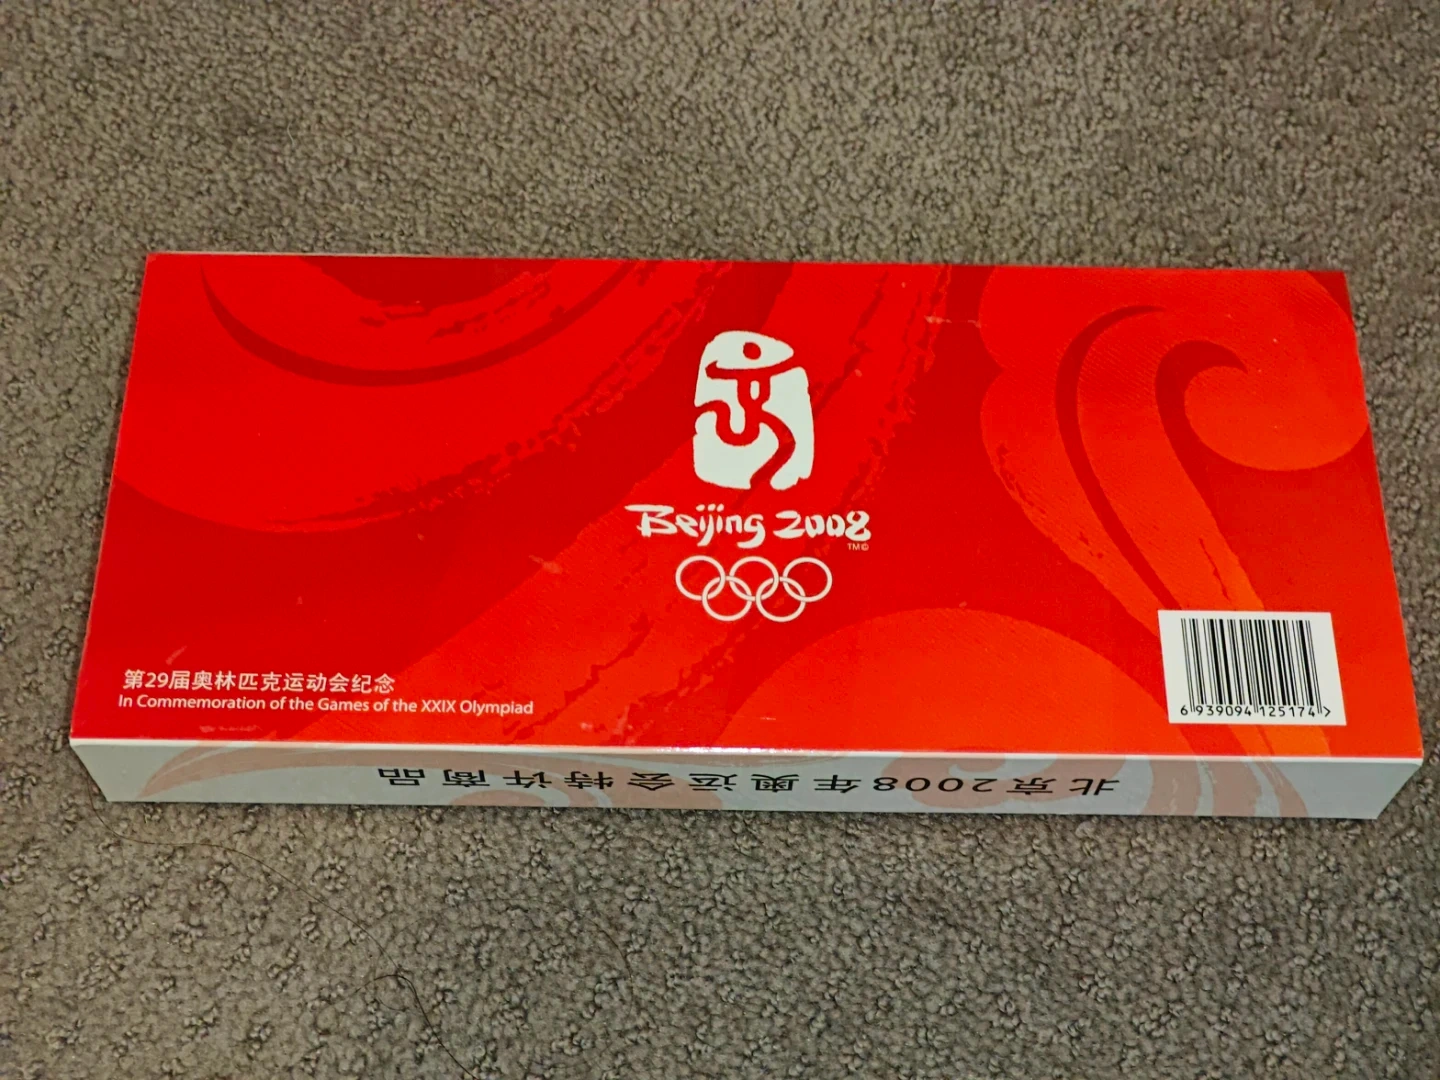 Beijing 2008
TM©
第29届奥林匹克运动会纪念
In Commemoration of the Games of the XXIX Olympiad
6 939094 125174 >
北京2008年奥运会特许商品